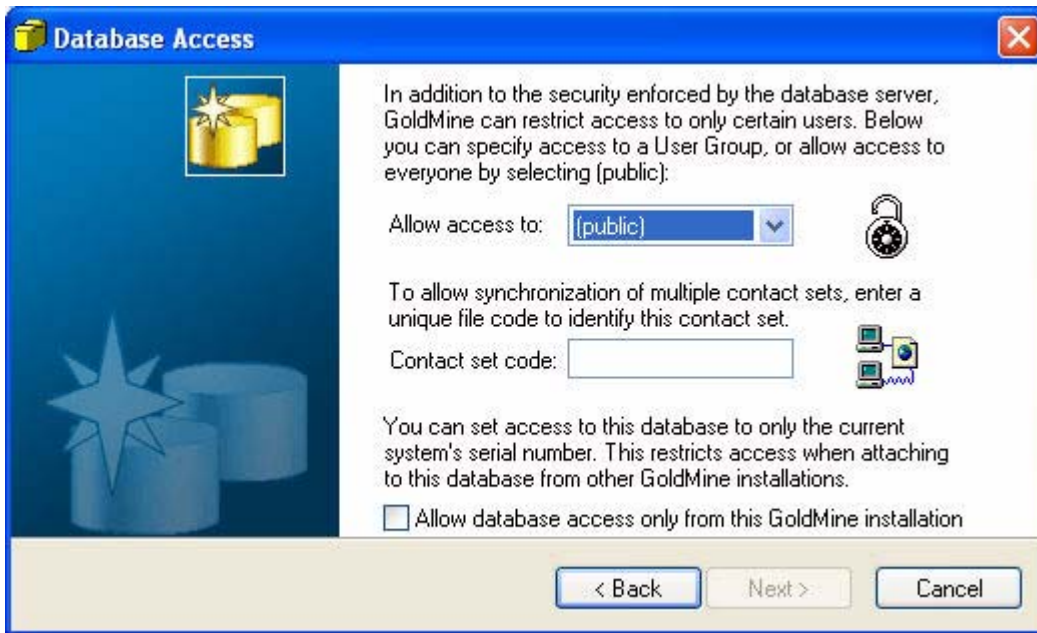 Database Access
In addition to the security enforced by the database server,
GoldMine can restrict access to only certain users. Below
you can specify access to a User Group, or allow access to
everyone by selecting (public):
Allow access to: (public)
To allow synchronization of multiple contact sets, enter a
unique file code to identify this contact set.
Contact set code:
You can set access to this database to only the current
system's serial number. This restricts access when attaching
to this database from other GoldMine installations.
Allow database access only from this GoldMine installation
< Back Next > Cancel